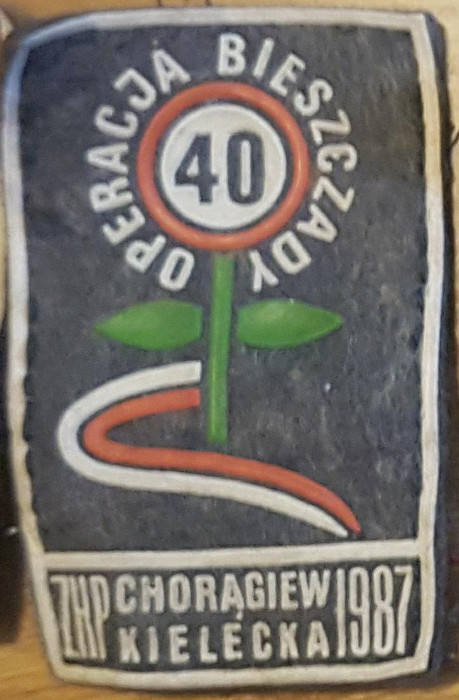 OPERACJA BIESZCZADY
40
ZHP CHORĄGIEW 1987
KIELECKA